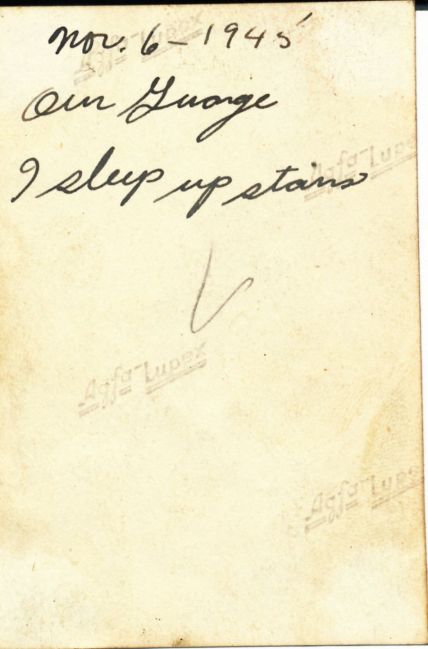 Agfa-Lupex
Nov. 6 - 1945
Our Garage
Agfa-Lupex
I sleep up stairs
Agfa-Lupex
Agfa-Lupex